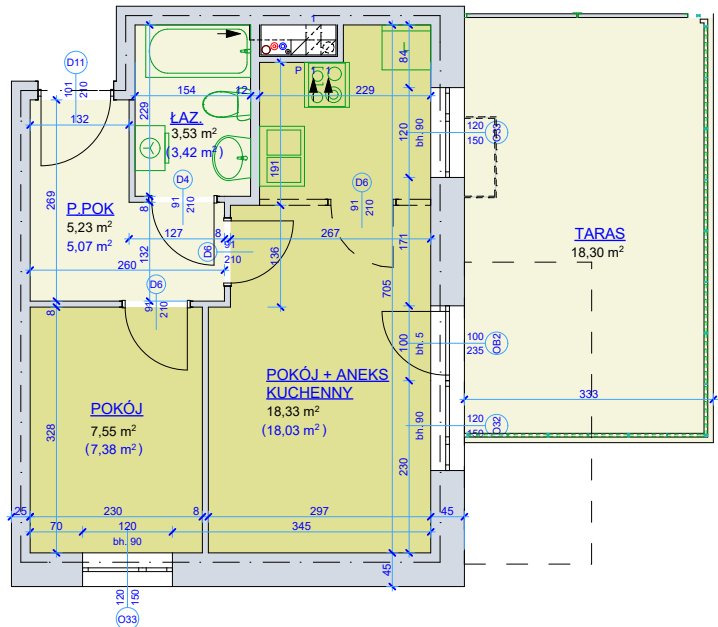 1
D11
101
210
132
229
154
12
ŁAZ.
3,53 m²
(3,42 m²)
P
1 1
229
84
120
bh. 90
120
150
O33
191
269
8
D4
91
210
D6
91
210
P.POK
5,23 m²
5,07 m²
127
8
132
260
D6
91
210
267
136
171
705
TARAS
18,30 m²
8
D6
91
210
100
bh. 5
100
235
OB2
333
POKÓJ
7,55 m²
(7,38 m²)
328
POKÓJ + ANEKS
KUCHENNY
18,33 m²
(18,03 m²)
bh. 90
120
150
O32
230
25
230
8
297
45
70
120
345
bh. 90
45
120
150
O33